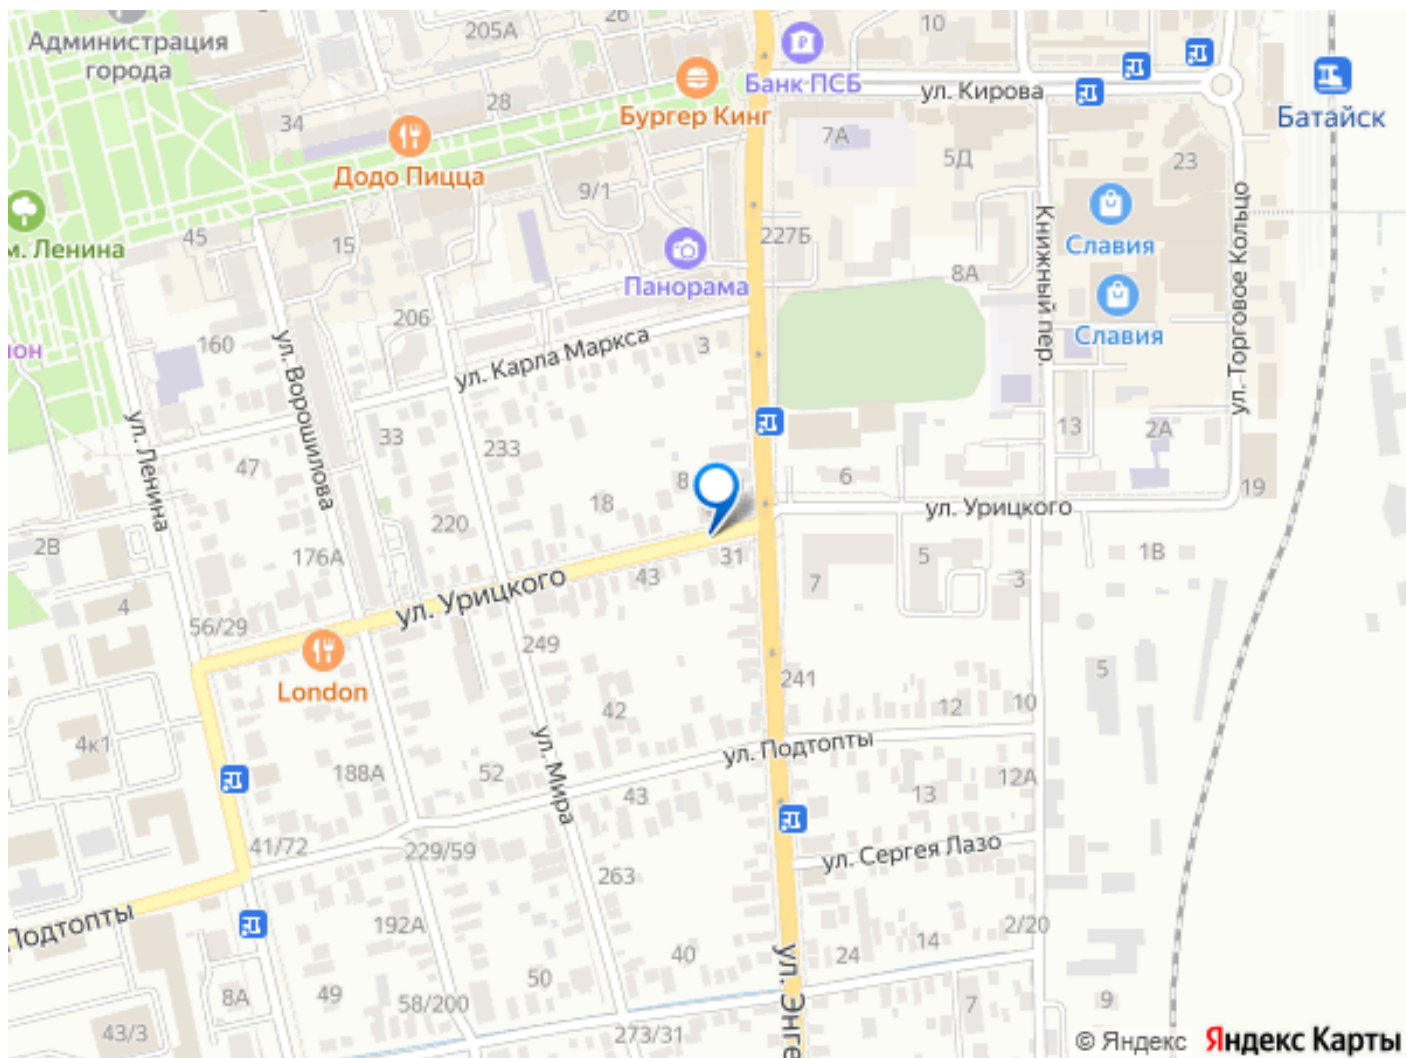 205А
26
10
Администрация
города
Банк ПСБ
ул. Кирова
Батайск
28
34
Бургер Кинг
7А
5Д
23
Додо Пицца
9/1
м. Ленина
45
15
227Б
Славия
Панорама
8А
Книжный пер.
ул. Торговое Кольцо
206
160
ул. Ворошилова
ул. Карла Маркса
3
Славия
он
ул. Ленина
33
233
47
13
2А
8
6
19
18
220
ул. Урицкого
2В
176А
31
43
5
1В
7
3
ул. Урицкого
4
56/29
249
London
241
5
42
12
10
4к1
ул. Мира
ул. Подтопты
188А
52
43
13
12А
41/72
229/59
ул. Сергея Лазо
263
Подтопты
192А
2/20
14
40
24
ул. Энге
8А
49
50
58/200
7
9
43/3
273/31
© Яндекс
Яндекс Карты